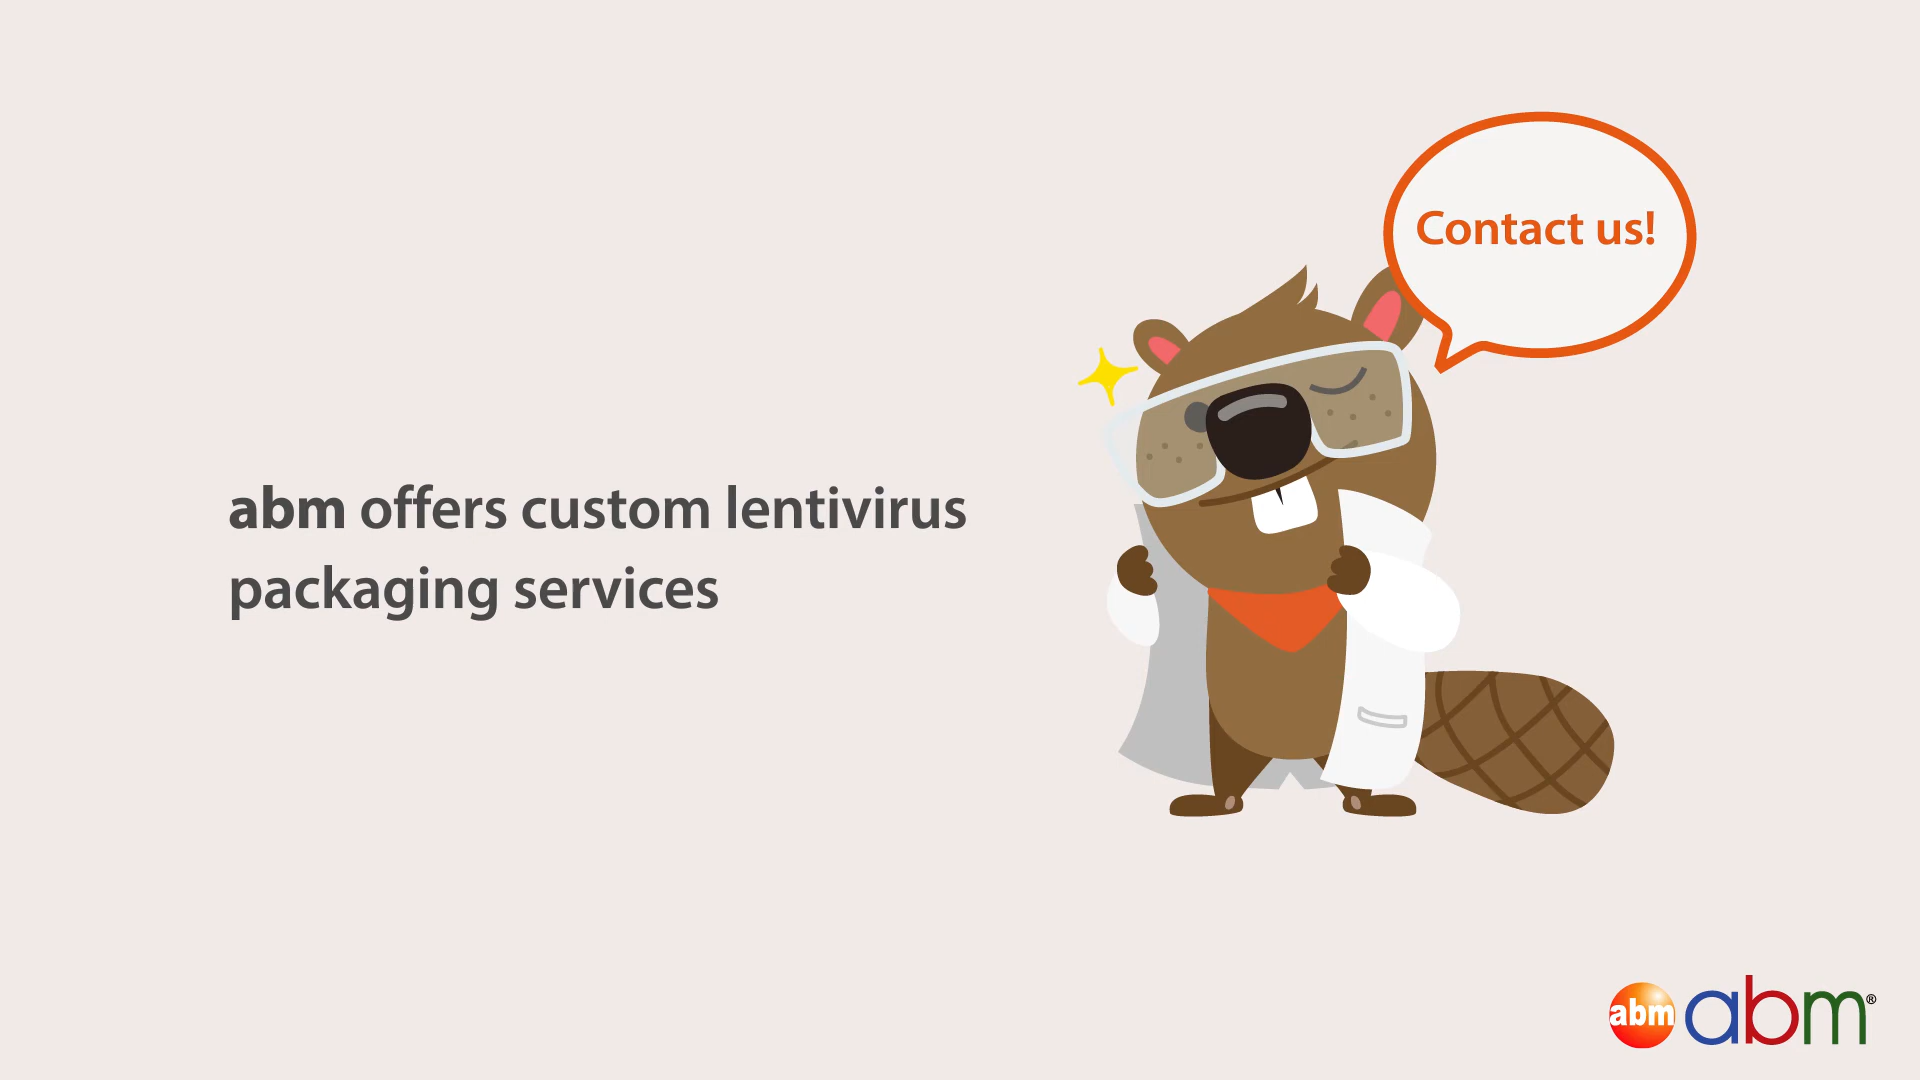 Contact us!
abm offers custom lentivirus
packaging services
abm abm®